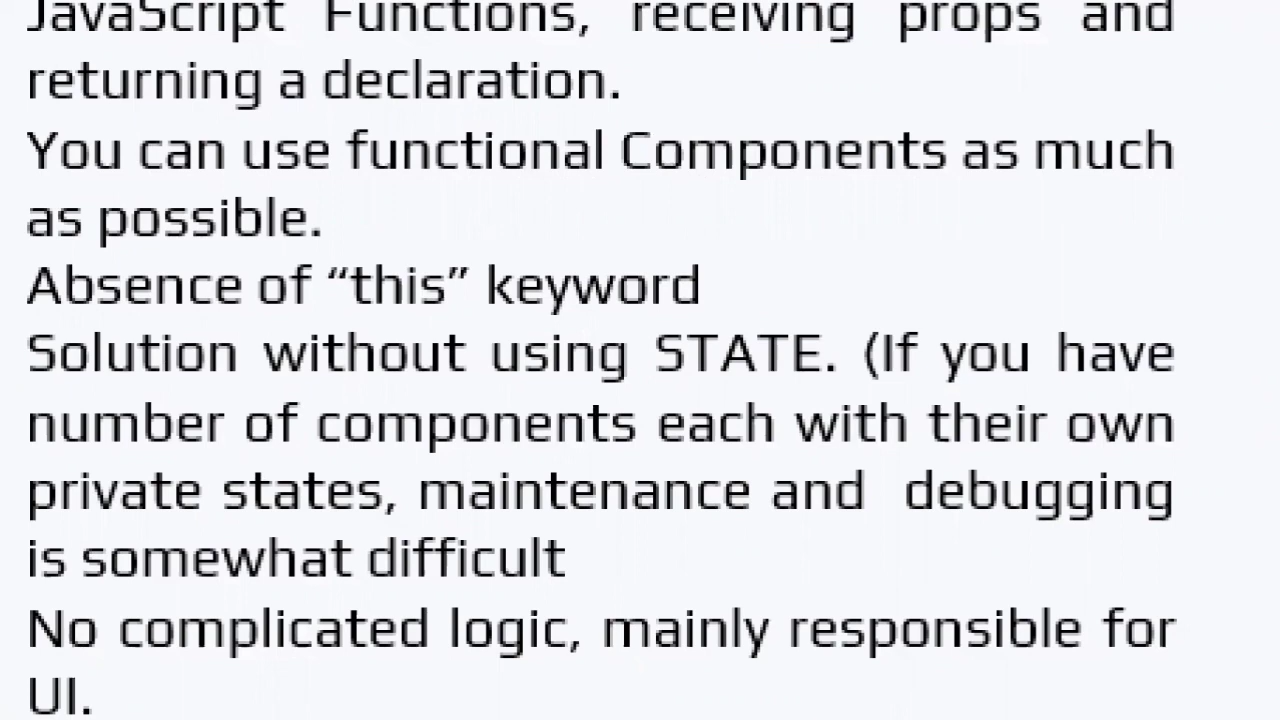 JavaScript Functions, receiving props and
returning a declaration.
You can use functional Components as much
as possible.
Absence of “this” keyword
Solution without using STATE. (If you have
number of components each with their own
private states, maintenance and debugging
is somewhat difficult
No complicated logic, mainly responsible for
UI.